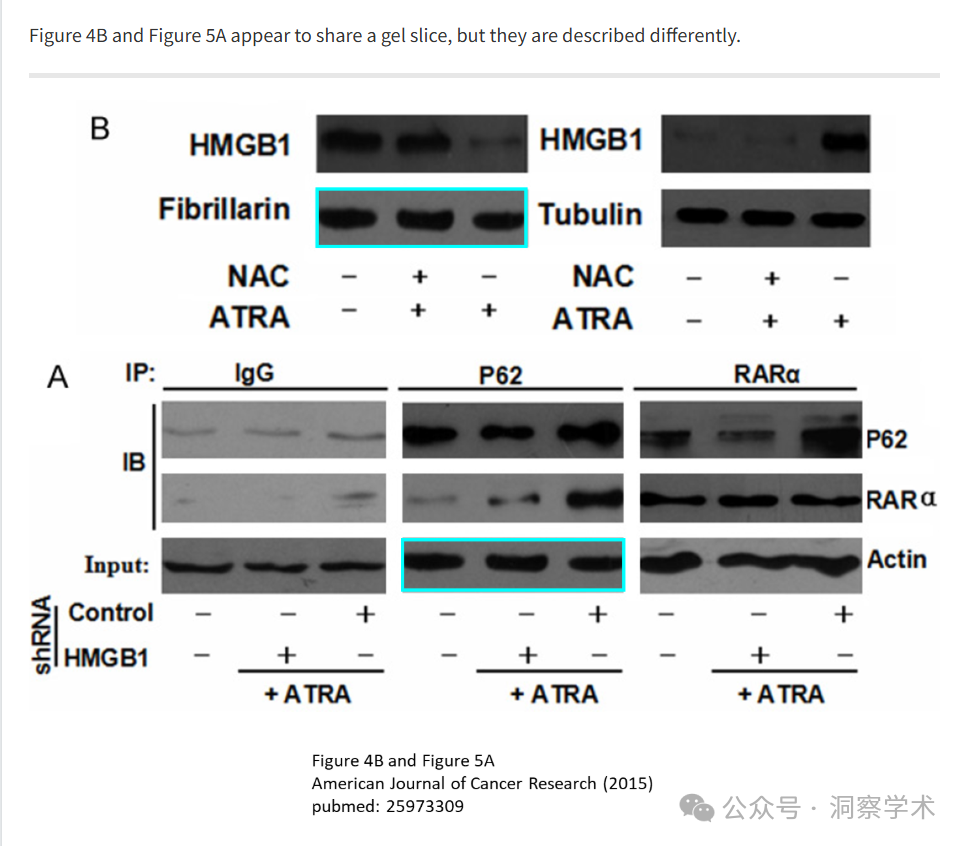 Figure 4B and Figure 5A appear to share a gel slice, but they are described differently.
B
HMGB1 HMGB1
Fibrillarin Tubulin
NAC − + − NAC − + −
ATRA − + + ATRA − + +
A IP: IgG P62 RARα
IB P62
RARα
Input: Actin
shRNA
Control − − + − − + − − +
HMGB1 − + − − + − − + −
+ATRA +ATRA +ATRA
Figure 4B and Figure 5A
American Journal of Cancer Research (2015)
pubmed: 25973309
公众号 · 洞察学术